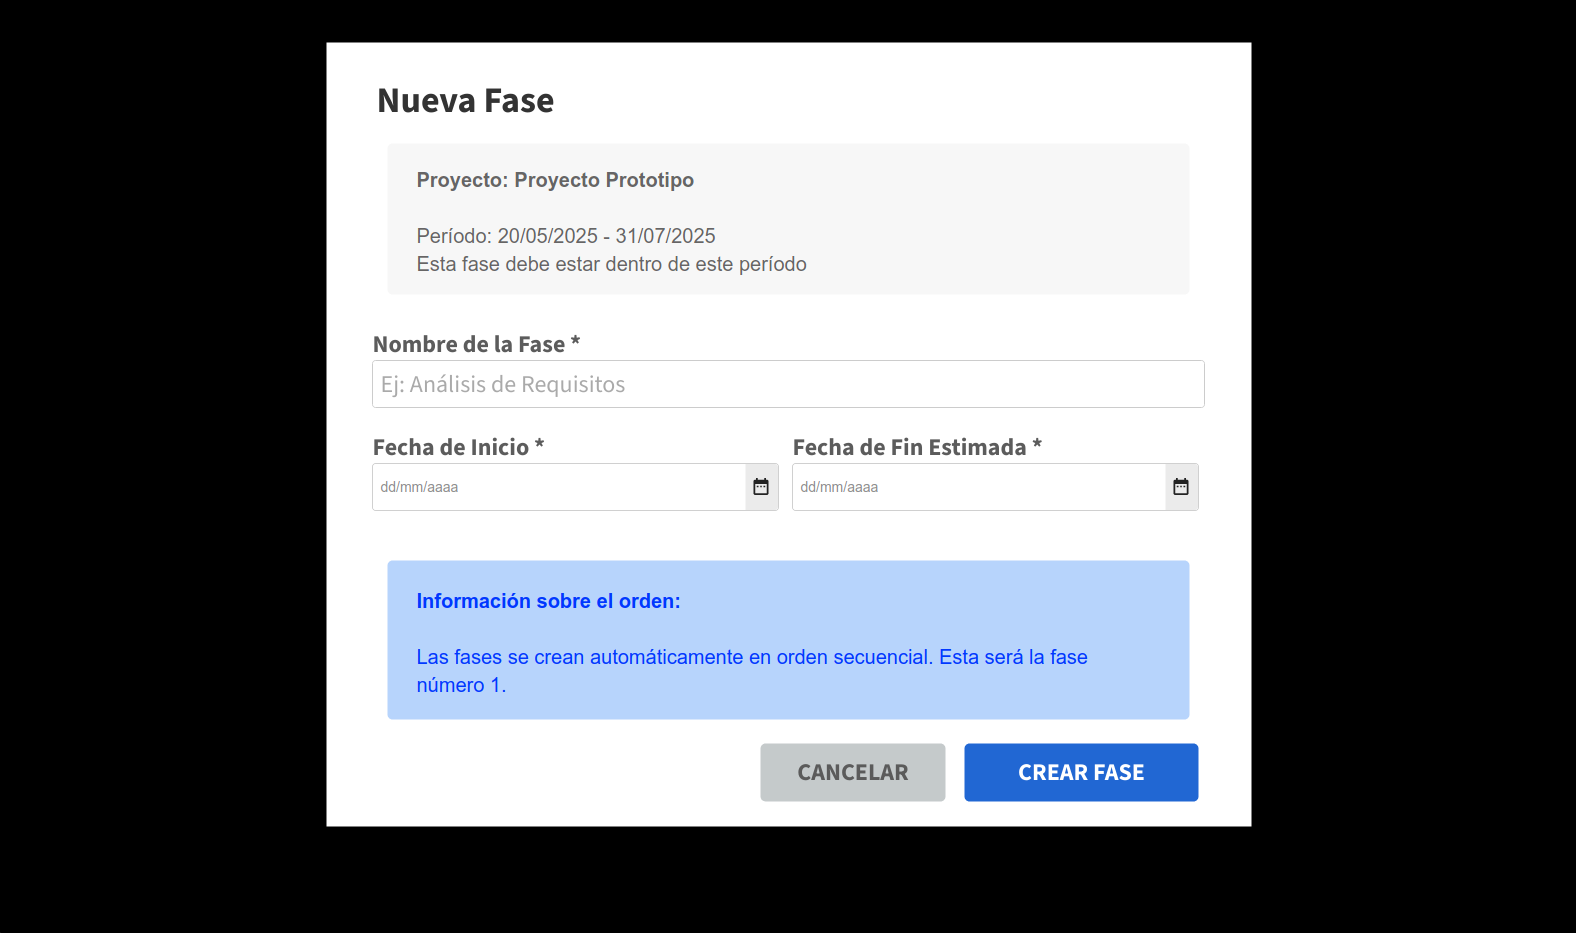 Nueva Fase
Proyecto: Proyecto Prototipo
Período: 20/05/2025 - 31/07/2025
Esta fase debe estar dentro de este período
Nombre de la Fase *
Ej: Análisis de Requisitos
Fecha de Inicio *
Fecha de Fin Estimada *
dd/mm/aaaa
dd/mm/aaaa
Información sobre el orden:
Las fases se crean automáticamente en orden secuencial. Esta será la fase
número 1.
CANCELAR
CREAR FASE